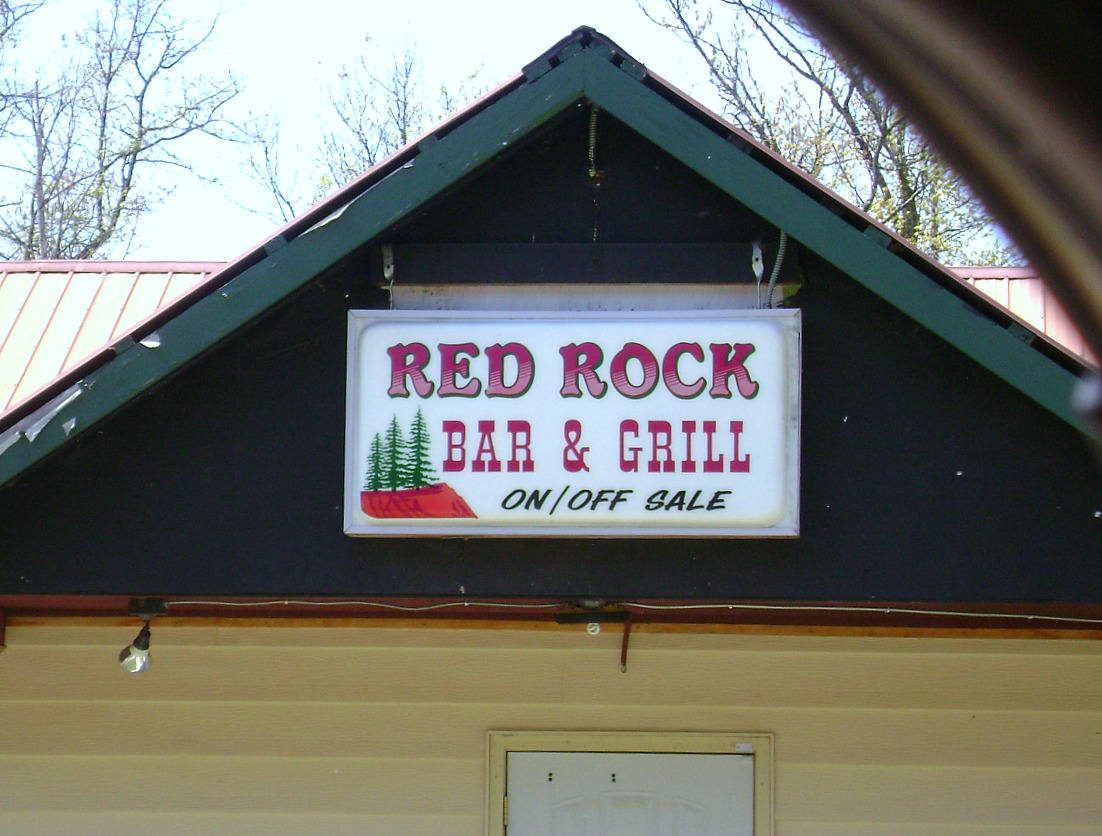 RED ROCK
BAR & GRILL
ON/OFF SALE